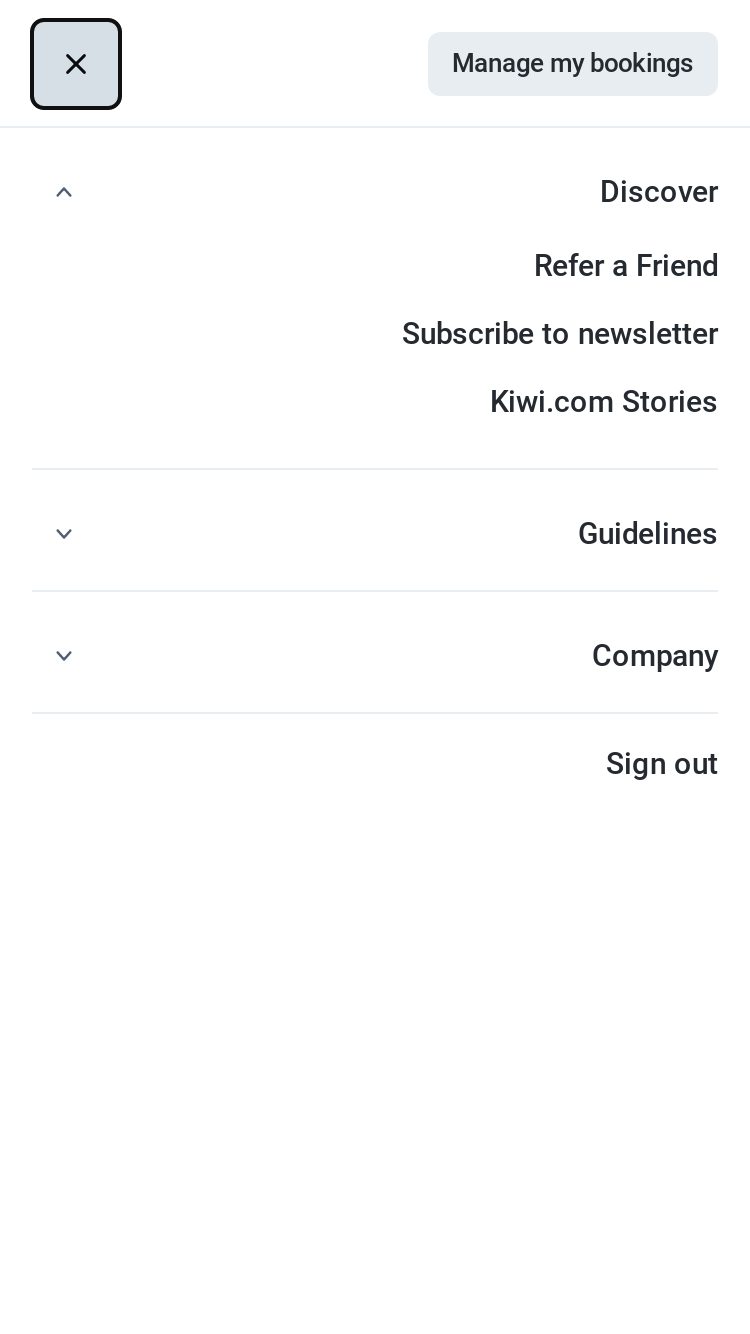 Manage my bookings
Discover
Refer a Friend
Subscribe to newsletter
Kiwi.com Stories
Guidelines
Company
Sign out